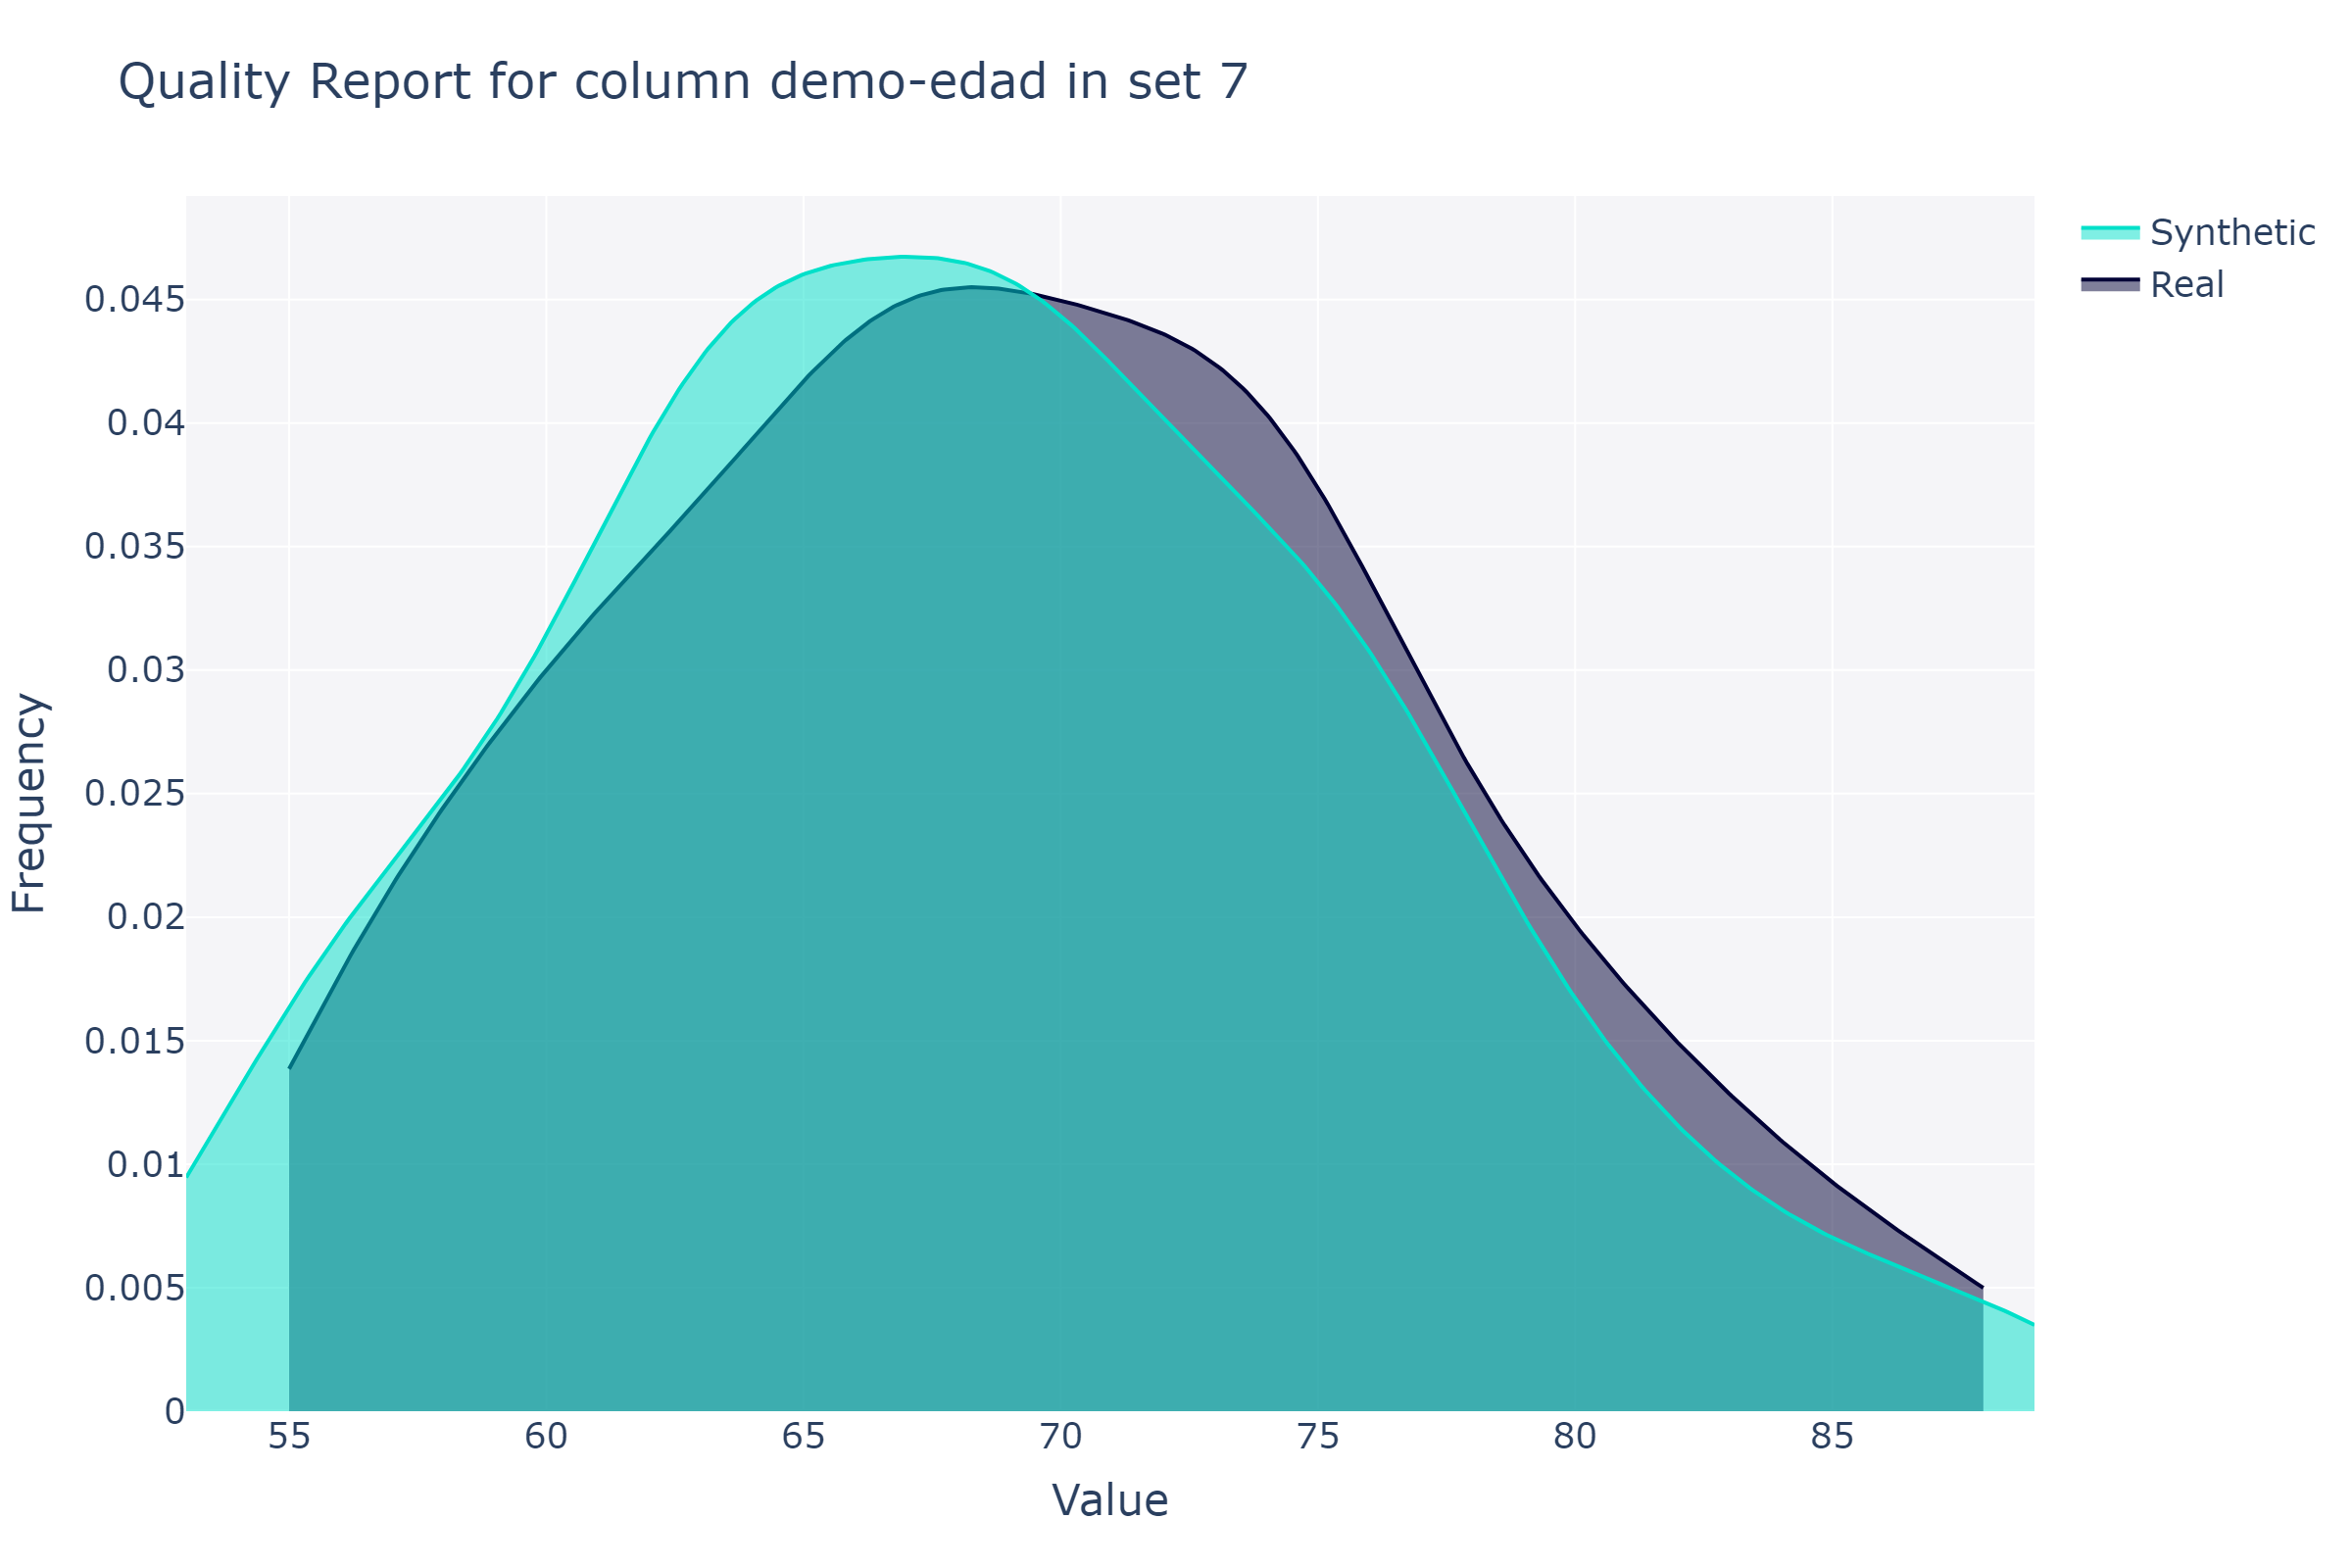 Quality Report for column demo-edad in set 7
Synthetic
Real
0.045
0.04
0.035
0.03
0.025
0.02
0.015
0.01
0.005
0
Frequency
55 60 65 70 75 80 85
Value